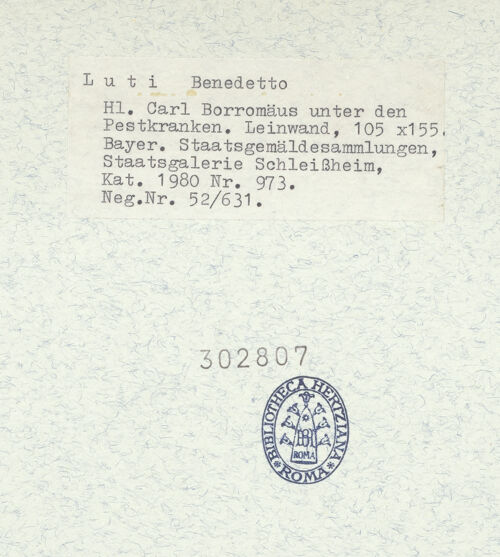 L u t i   Benedetto
Hl. Carl Borromäus unter den
Pestkranken. Leinwand, 105 x155.
Bayer. Staatsgemäldesammlungen,
Staatsgalerie Schleißheim,
Kat. 1980 Nr. 973.
Neg.Nr. 52/631.
302807
BIBLIOTHECA HERTZIANA
ROMA
*ROMA*